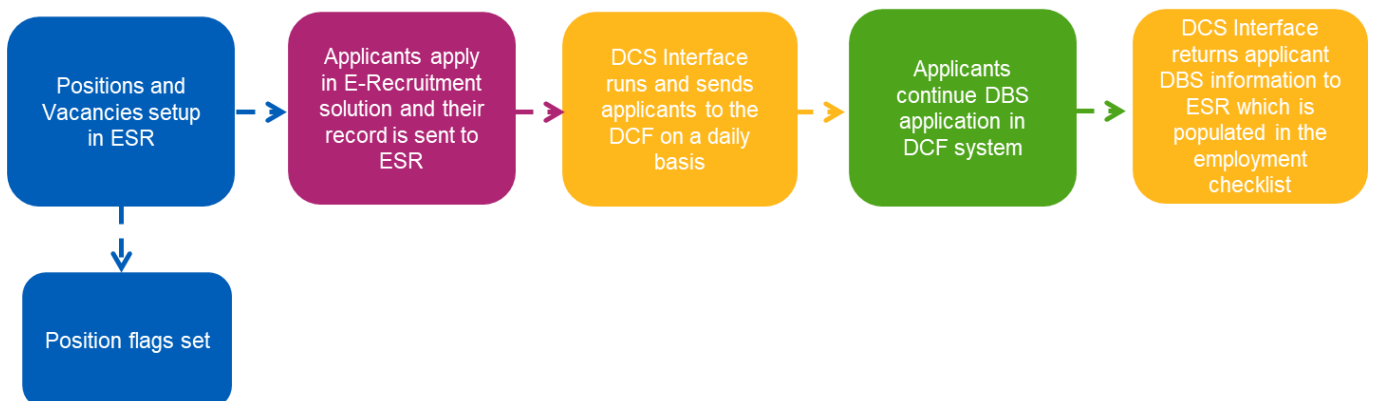 Positions and
Vacancies setup
in ESR
Applicants apply
in E-Recruitment
solution and their
record is sent to
ESR
DCS Interface
runs and sends
applicants to the
DCF on a daily
basis
Applicants
continue DBS
application in
DCF system
DCS Interface
returns applicant
DBS information to
ESR which is
populated in the
employment
checklist
Position flags set